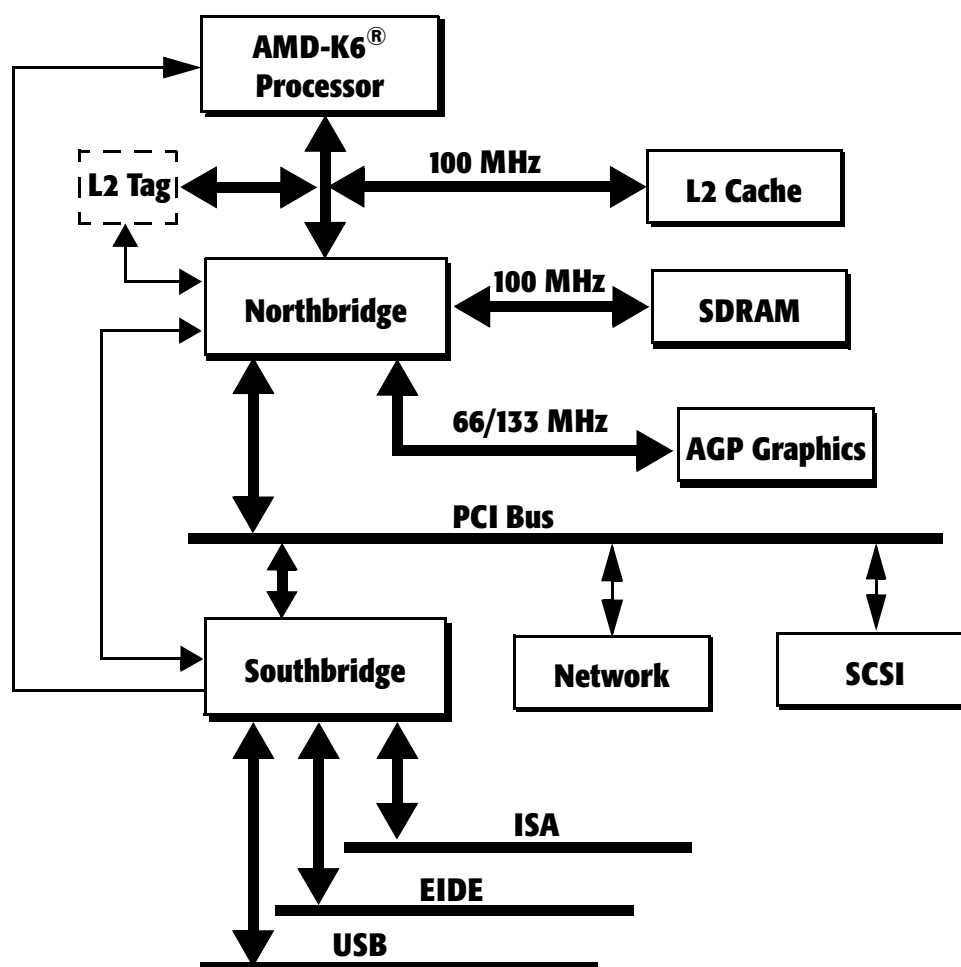 AMD-K6®
Processor
100 MHz
L2 Tag
L2 Cache
100 MHz
Northbridge
SDRAM
66/133 MHz
AGP Graphics
PCI Bus
Southbridge
Network
SCSI
ISA
EIDE
USB